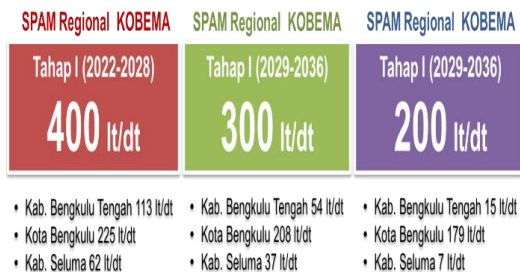 SPAM Regional KOBEMA
Tahap I (2022-2028)
400 lt/dt
• Kab. Bengkulu Tengah 113 lt/dt
• Kota Bengkulu 225 lt/dt
• Kab. Seluma 62 lt/dt
SPAM Regional KOBEMA
Tahap I (2029-2036)
300 lt/dt
• Kab. Bengkulu Tengah 54 lt/dt
• Kota Bengkulu 208 lt/dt
• Kab. Seluma 37 lt/dt
SPAM Regional KOBEMA
Tahap I (2029-2036)
200 lt/dt
• Kab. Bengkulu Tengah 15 lt/dt
• Kota Bengkulu 179 lt/dt
• Kab. Seluma 7 lt/dt